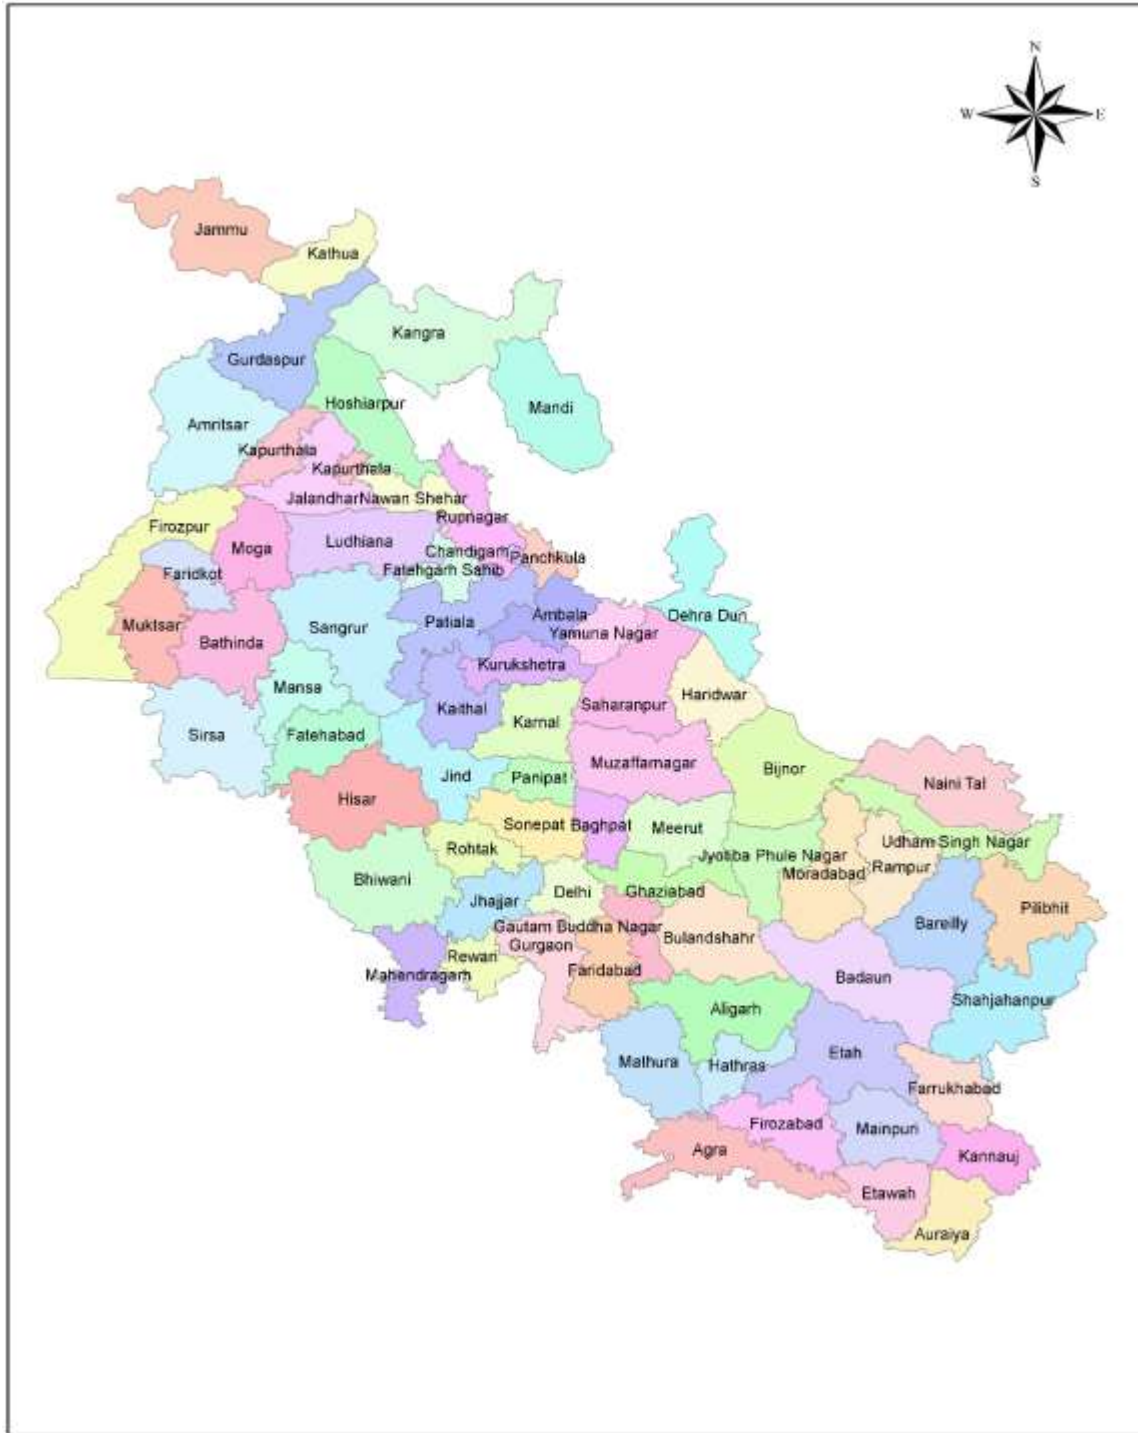 N
W E
S
Jammu
Kathua
Kangra
Gurdaspur
Hoshiarpur
Mandi
Amritsar
Kapurthala
Kapurthala
Jalandhar Nawan Shehar
Rupnagar
Firozpur
Moga
Ludhiana
Chandigarh
Panchkula
Fatehgarh Sahib
Faridkot
Muktsar
Bathinda
Sangrur
Patiala
Ambala
Yamuna Nagar
Dehra Dun
Kurukshetra
Mansa
Kaithal
Karnal
Saharanpur
Haridwar
Sirsa
Fatehabad
Jind
Panipat
Muzaffarnagar
Bijnor
Naini Tal
Hisar
Sonepat
Baghpat
Meerut
Udham Singh Nagar
Rohtak
Jyotiba Phule Nagar
Moradabad
Rampur
Bhiwani
Jhajjar
Delhi
Ghaziabad
Bareilly
Pilibhit
Gautam Buddha Nagar
Gurgaon
Bulandshahr
Mahendragarh
Rewari
Faridabad
Badaun
Shahjahanpur
Aligarh
Mathura
Hathras
Etah
Farrukhabad
Firozabad
Mainpuri
Agra
Kannauj
Etawah
Auraiya